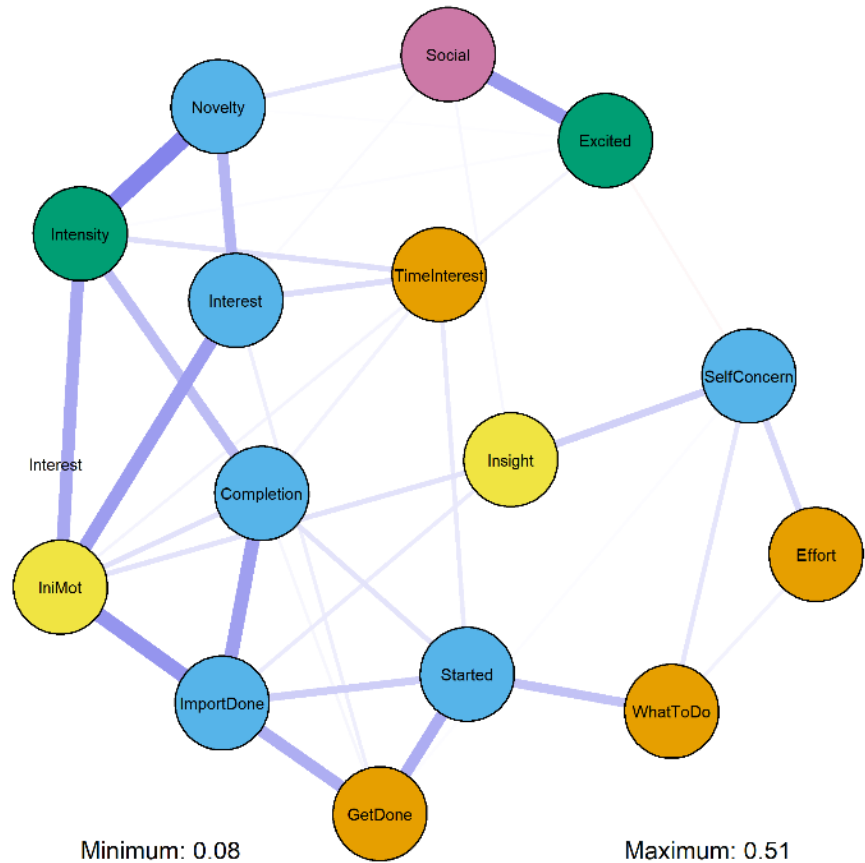 Social
Novelty
Excited
Intensity
TimeInterest
Interest
SelfConcern
Insight
Interest
Completion
Effort
IniMot
Started
ImportDone
WhatToDo
GetDone
Minimum: 0.08
Maximum: 0.51